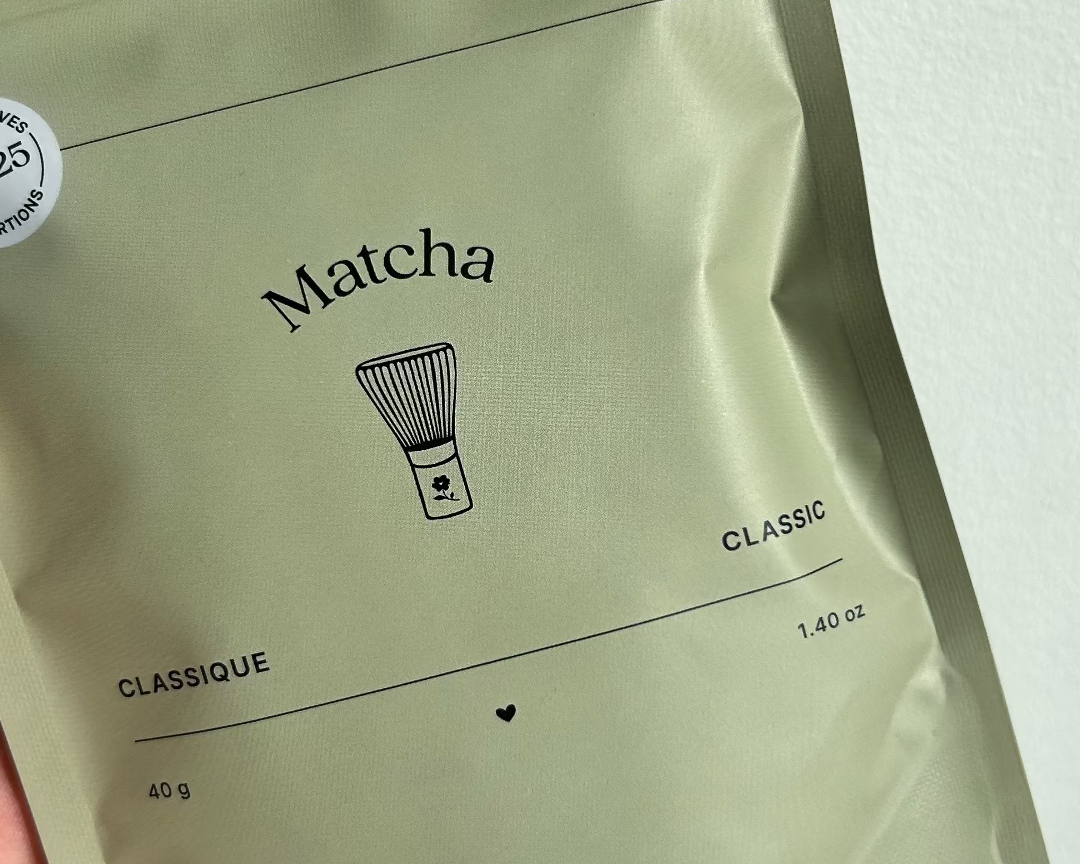 25
Matcha
CLASSIC
CLASSIQUE
1.40 oz
40 g